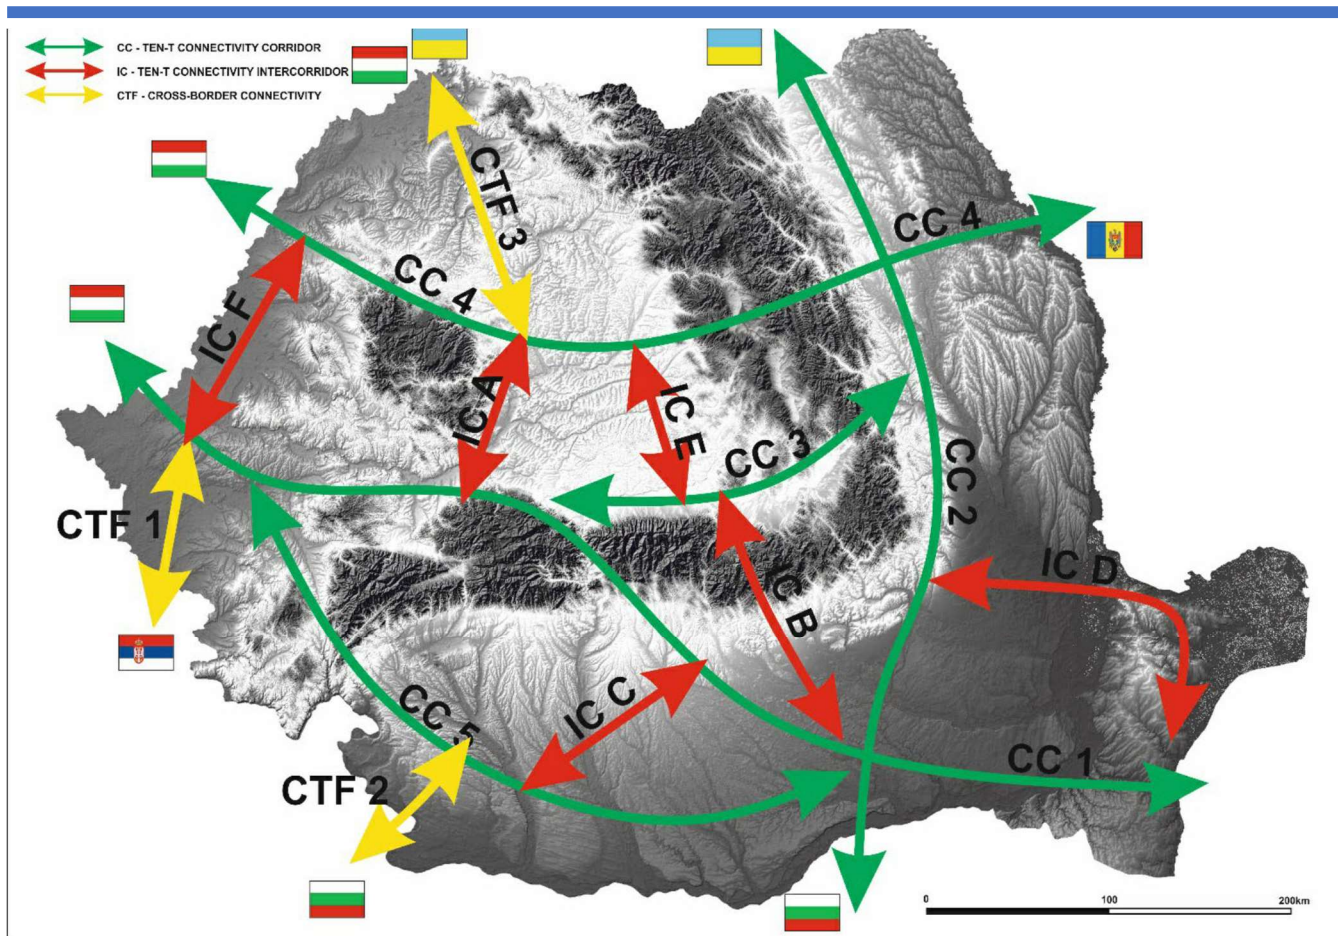 CC - TEN-T CONNECTIVITY CORRIDOR
IC - TEN-T CONNECTIVITY INTERCORRIDOR
CTF - CROSS-BORDER CONNECTIVITY
CTF 3
CC 4
CC 4
IC F
IC A
IC E
CC 3
CC 2
CTF 1
IC D
IC B
IC C
CC 5
CC 1
CTF 2
0 100 200km